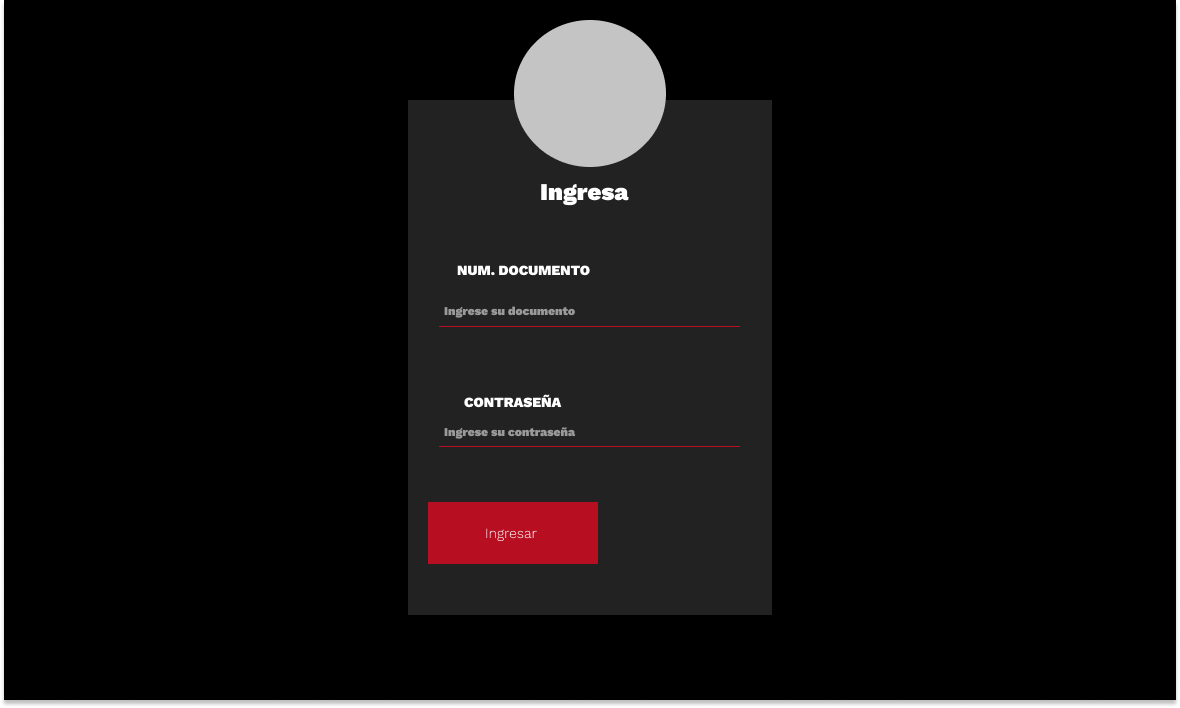 Ingresa
NUM. DOCUMENTO
Ingrese su documento
CONTRASEÑA
Ingrese su contraseña
Ingresar